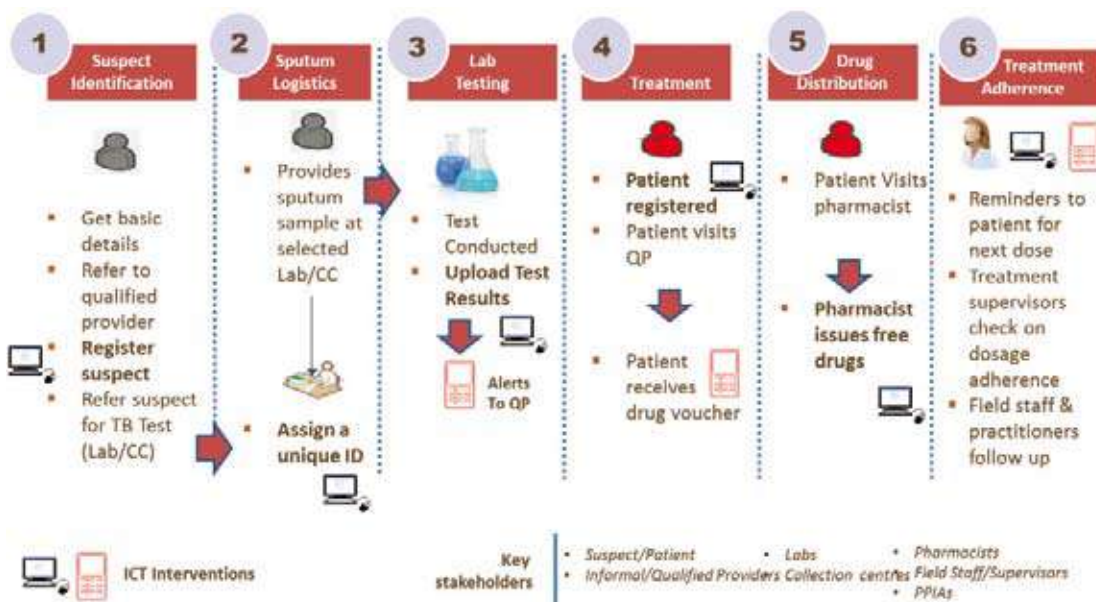 1
Suspect
Identification
Get basic
details
Refer to
qualified
provider
Register
suspect
Refer suspect
for TB Test
(Lab/CC)
2
Sputum
Logistics
Provides
sputum
sample at
selected
Lab/CC
Assign a
unique ID
3
Lab
Testing
Test
Conducted
Upload Test
Results
Alerts
To QP
4
Treatment
Patient
registered
Patient visits
QP
Patient
receives
drug voucher
5
Drug
Distribution
Patient Visits
pharmacist
Pharmacist
issues free
drugs
6
Treatment
Adherence
Reminders to
patient for
next dose
Treatment
supervisors
check on
dosage
adherence
Field staff &
practitioners
follow up
ICT Interventions
Key
stakeholders
Suspect/Patient
Informal/Qualified Providers
Labs
Collection centres
Pharmacists
Field Staff/Supervisors
PPIAs